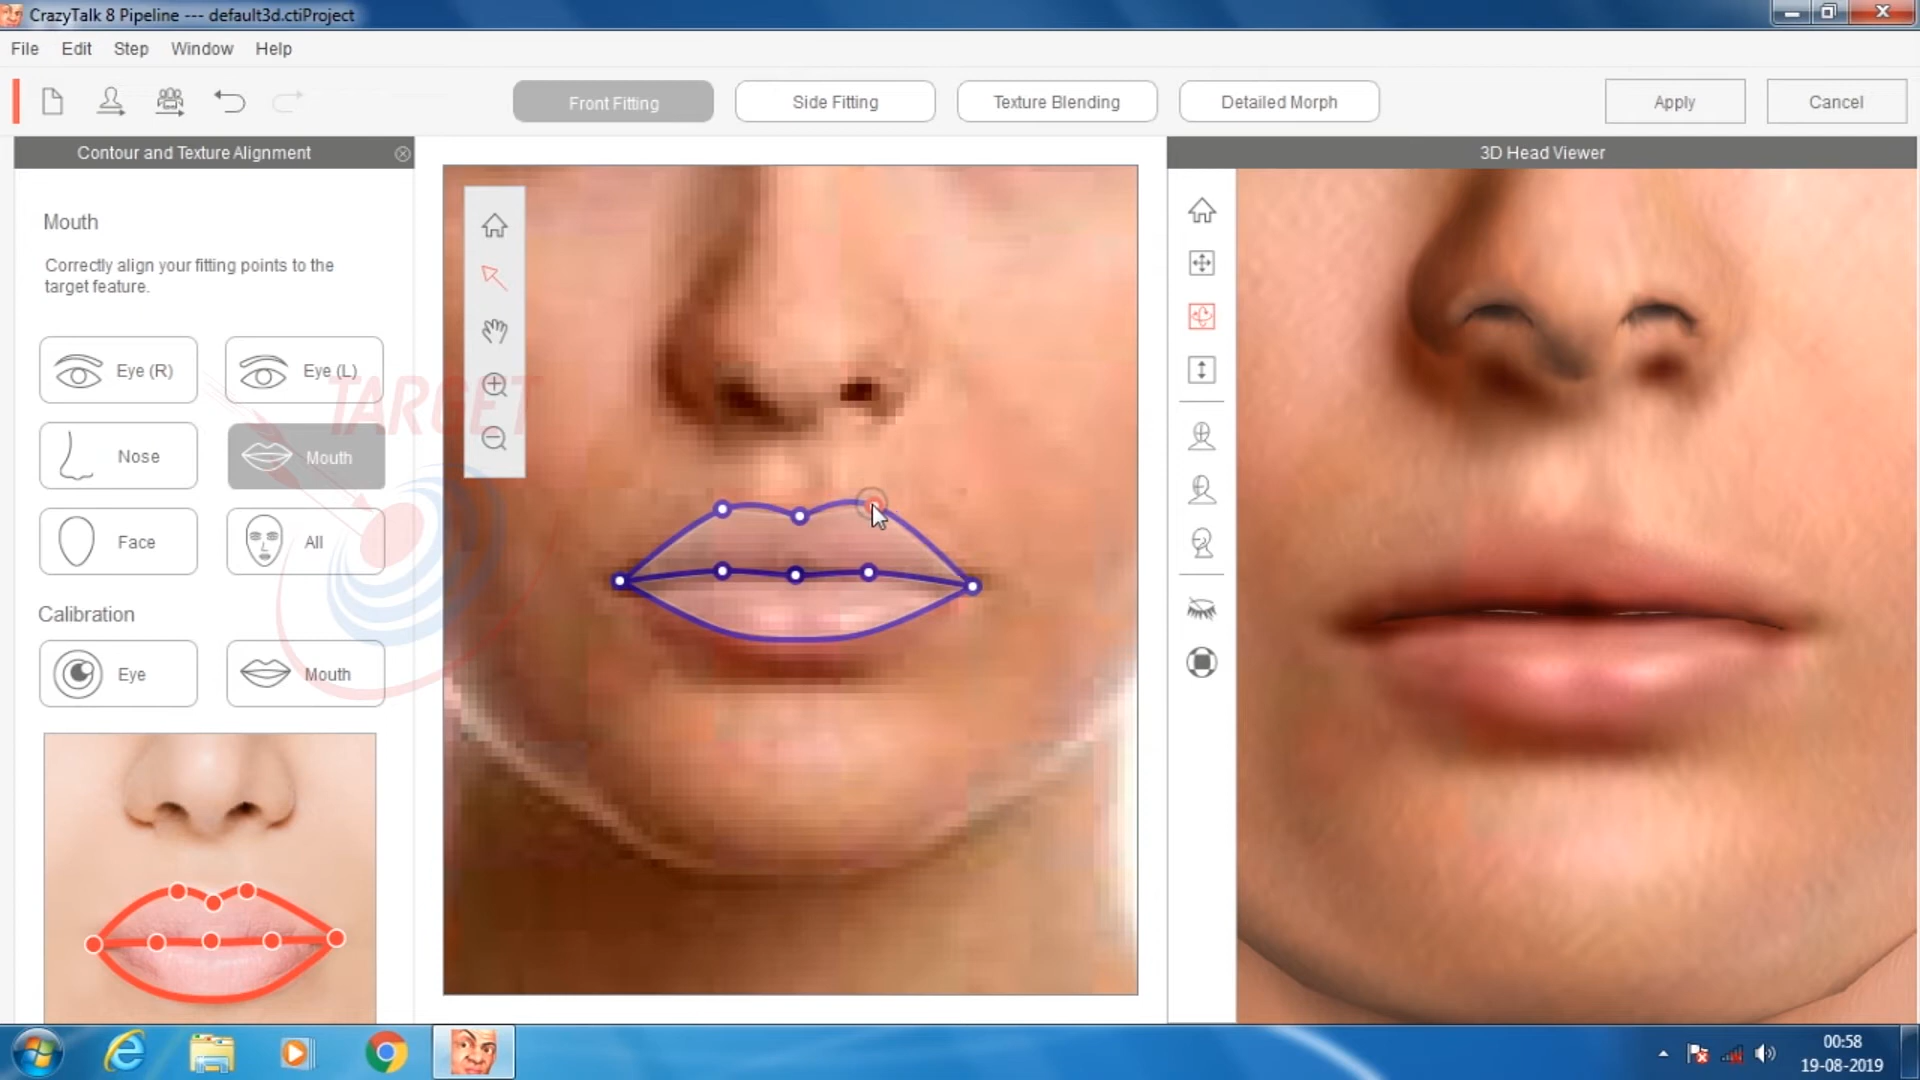 CrazyTalk 8 Pipeline --- default3d.ctiProject
File Edit Step Window Help
Front Fitting
Side Fitting
Texture Blending
Detailed Morph
Apply
Cancel
Contour and Texture Alignment
3D Head Viewer
Mouth
Correctly align your fitting points to the
target feature.
Eye (R)
Eye (L)
TARGET
Nose
Mouth
Face
All
Calibration
Eye
Mouth
00:58
19-08-2019